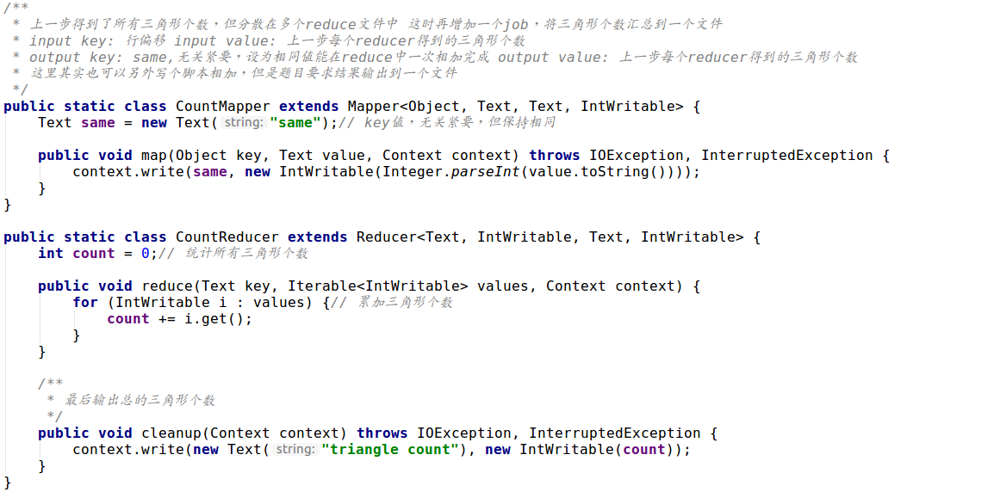 /**
 * 上一步得到了所有三角形个数，但分散在多个reduce文件中 这时再增加一个job，将三角形个数汇总到一个文件
 * input key: 行偏移 input value: 上一步每个reducer得到的三角形个数
 * output key: same,无关紧要，设为相同值能在reduce中一次相加完成 output value: 上一步每个reducer得到的三角形个数
 * 这里其实也可以另外写个脚本相加，但是题目要求结果输出到一个文件
 */
public static class CountMapper extends Mapper<Object, Text, Text, IntWritable> {
    Text same = new Text( string: "same");// key值，无关紧要，但保持相同

    public void map(Object key, Text value, Context context) throws IOException, InterruptedException {
        context.write(same, new IntWritable(Integer.parseInt(value.toString())));
    }
}

public static class CountReducer extends Reducer<Text, IntWritable, Text, IntWritable> {
    int count = 0;// 统计所有三角形个数

    public void reduce(Text key, Iterable<IntWritable> values, Context context) {
        for (IntWritable i : values) {// 累加三角形个数
            count += i.get();
        }
    }

    /**
     * 最后输出总的三角形个数
     */
    public void cleanup(Context context) throws IOException, InterruptedException {
        context.write(new Text( string: "triangle count"), new IntWritable(count));
    }
}